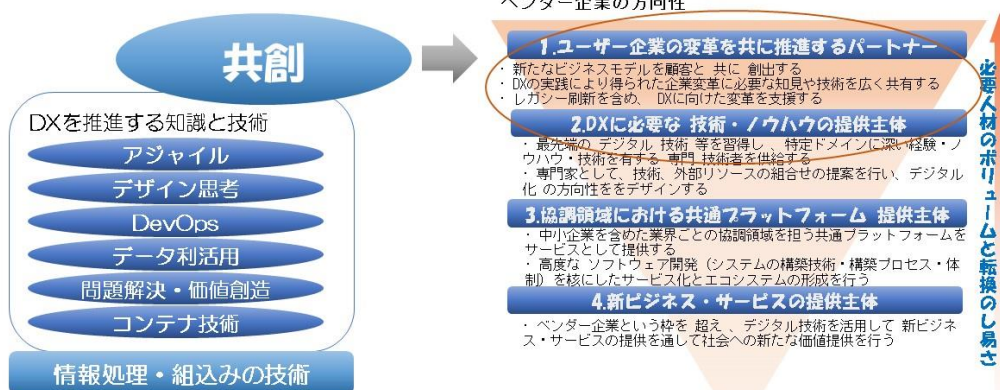 共創
DXを推進する知識と技術
アジャイル
デザイン思考
DevOps
データ利活用
問題解決・価値創造
コンテナ技術
情報処理・組込みの技術
ベンダー企業の方向性
1.ユーザー企業の変革を共に推進するパートナー
・ 新たなビジネスモデルを顧客と 共に 創出する
・ DXの実践により得られた企業変革に必要な知見や技術を広く共有する
・ レガシー刷新を含め、 DXに向けた変革を支援する
2.DXに必要な 技術・ノウハウの提供主体
・ 最先端の デジタル 技術 等を習得し 、 特定ドメインに深い経験・ノ
ウハウ・技術を有する 専門 技術者を供給する
・ 専門家として、技術、外部リソースの組合せの提案を行い、デジタル
化 の方向性ををデザインする
3.協調領域における共通プラットフォーム 提供主体
・ 中小企業を含めた業界ごとの協調領域を担う共通プラットフォームを
サービスとして提供する
・ 高度な ソフトウェア開発（システムの構築技術・構築プロセス・体
制）を核にしたサービス化とエコシステムの形成を行う
4.新ビジネス・サービスの提供主体
・ ベンダー企業という枠を 超え 、デジタル技術を活用して 新ビジネ
ス・サービスの提供を通して社会への新たな価値提供を行う
必要人材のボリュームと転換のし易さ